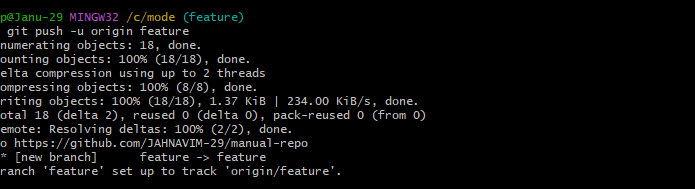 p@Janu-29 MINGW32 /c/mode (feature)
git push -u origin feature
numerating objects: 18, done.
ounting objects: 100% (18/18), done.
elta compression using up to 2 threads
ompressing objects: 100% (8/8), done.
riting objects: 100% (18/18), 1.37 KiB | 234.00 KiB/s, done.
otal 18 (delta 2), reused 0 (delta 0), pack-reused 0 (from 0)
emote: Resolving deltas: 100% (2/2), done.
o https://github.com/JAHNAVIM-29/manual-repo
* [new branch]      feature -> feature
ranch 'feature' set up to track 'origin/feature'.